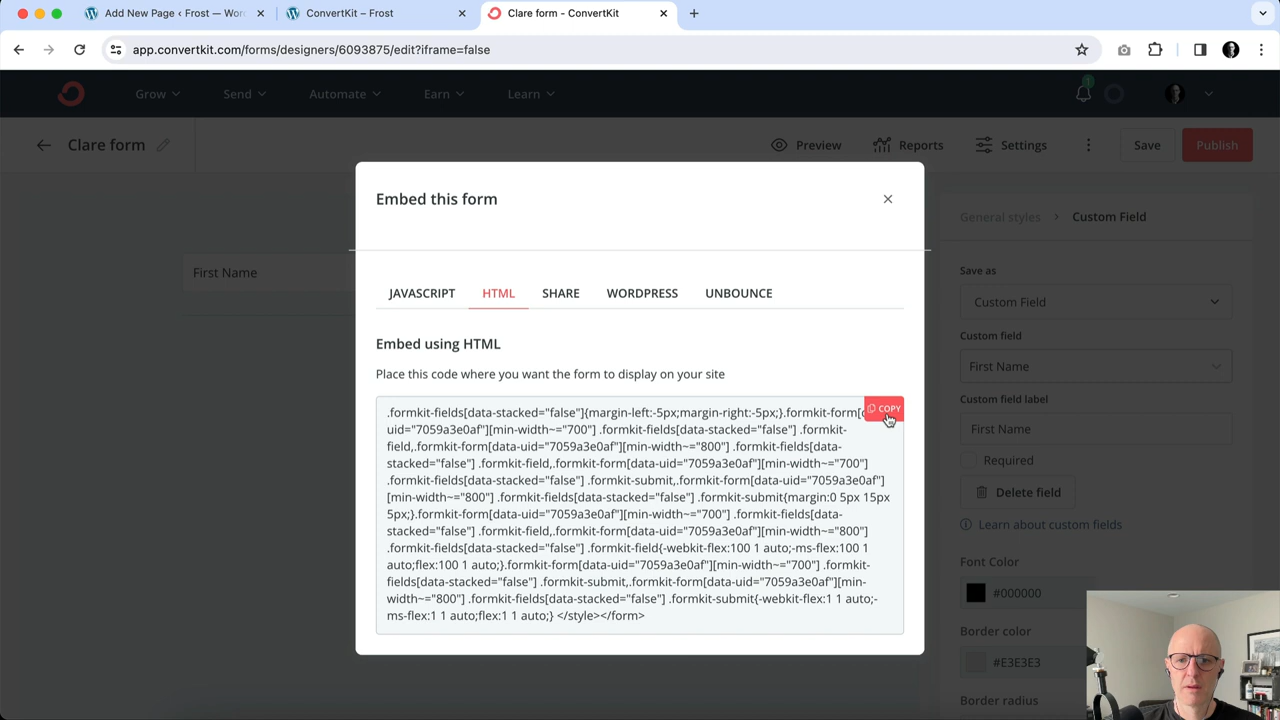 Add New Page ‹ Frost — Wor
ConvertKit – Frost
Clare form - ConvertKit
app.convertkit.com/forms/designers/6093875/edit?iframe=false
Grow
Send
Automate
Earn
Learn
1
Clare form
Preview
Reports
Settings
Save
Publish
Embed this form
General styles > Custom Field
First Name
Save as
Custom Field
JAVASCRIPT
HTML
SHARE
WORDPRESS
UNBOUNCE
Custom field
First Name
Embed using HTML
Place this code where you want the form to display on your site
Custom field label
First Name
COPY
.formkit-fields[data-stacked="false"]{margin-left:-5px;margin-right:-5px;}.formkit-form[
uid="7059a3e0af"][min-width~="700"] .formkit-fields[data-stacked="false"] .formkit-
field,.formkit-form[data-uid="7059a3e0af"][min-width~="800"] .formkit-fields[data-
stacked="false"] .formkit-field,.formkit-form[data-uid="7059a3e0af"][min-width~="700"]
.formkit-fields[data-stacked="false"] .formkit-submit,.formkit-form[data-uid="7059a3e0af"]
[min-width~="800"] .formkit-fields[data-stacked="false"] .formkit-submit{margin:0 5px 15px
5px;}.formkit-form[data-uid="7059a3e0af"][min-width~="700"] .formkit-fields[data-
stacked="false"] .formkit-field,.formkit-form[data-uid="7059a3e0af"][min-width~="800"]
.formkit-fields[data-stacked="false"] .formkit-field{-webkit-flex:100 1 auto;-ms-flex:100 1
auto;flex:100 1 auto;}.formkit-form[data-uid="7059a3e0af"][min-width~="700"] .formkit-
fields[data-stacked="false"] .formkit-submit,.formkit-form[data-uid="7059a3e0af"][min-
width~="800"] .formkit-fields[data-stacked="false"] .formkit-submit{-webkit-flex:1 1 auto;-
ms-flex:1 1 auto;flex:1 1 auto;} </style></form>
Required
Delete field
Learn about custom fields
Font Color
#000000
Border color
#E3E3E3
Border radius